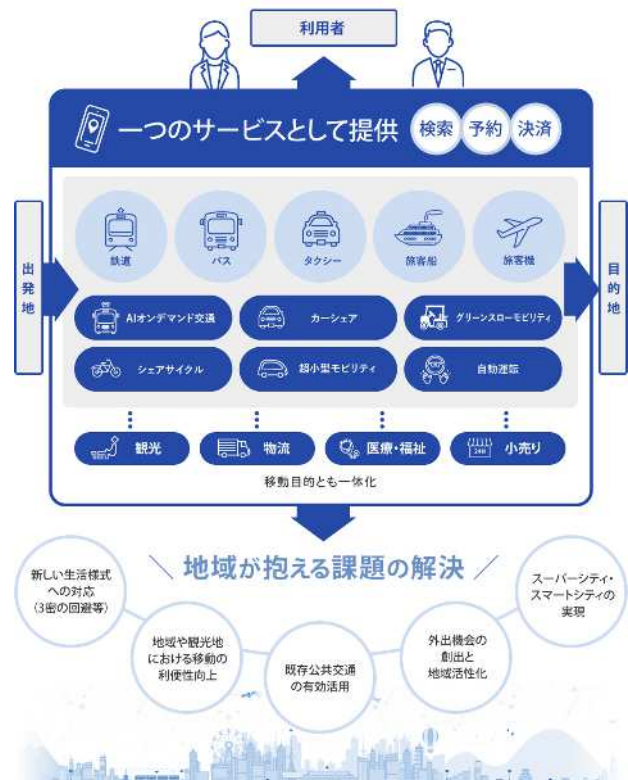 利用者
一つのサービスとして提供 検索 予約 決済
出発地
目的地
鉄道 バス タクシー 旅客船 旅客機
AIオンデマンド交通 カーシェア グリーンスローモビリティ
シェアサイクル 超小型モビリティ 自動運転
観光 物流 医療・福祉 小売り
移動目的とも一体化
地域が抱える課題の解決
新しい生活様式
への対応
(3密の回避等)
地域や観光地
における移動の
利便性向上
既存公共交通
の有効活用
外出機会の
創出と
地域活性化
スーパーシティ・
スマートシティの
実現